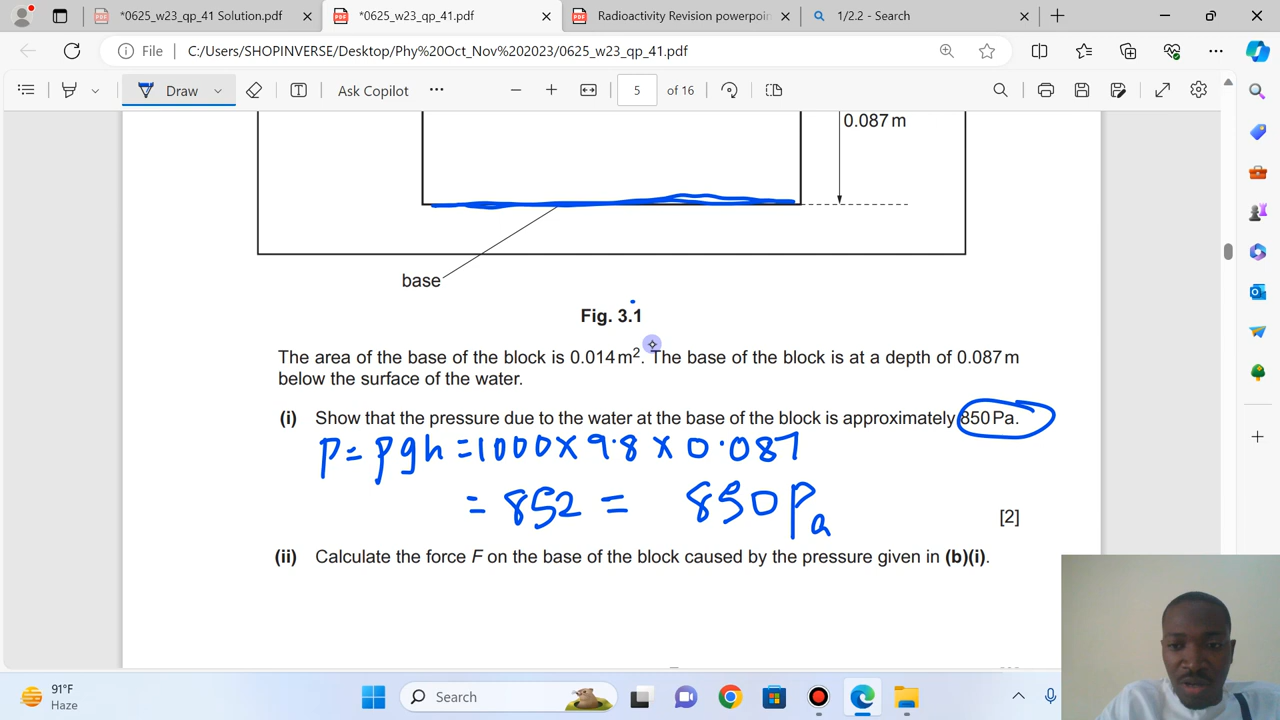 *0625_w23_qp_41 Solution.pdf
*0625_w23_qp_41.pdf
Radioactivity Revision powerpoin
1/2.2 - Search
File
C:/Users/SHOPINVERSE/Desktop/Phy%20Oct_Nov%202023/0625_w23_qp_41.pdf
Draw
Ask Copilot
5 of 16
0.087 m
base
Fig. 3.1
The area of the base of the block is 0.014 m². The base of the block is at a depth of 0.087 m
below the surface of the water.
(i) Show that the pressure due to the water at the base of the block is approximately 850 Pa.
P = ρgh = 1000 × 9.8 × 0.087
= 852 = 850 Pa
[2]
(ii) Calculate the force F on the base of the block caused by the pressure given in (b)(i).
91°F
Haze
Search